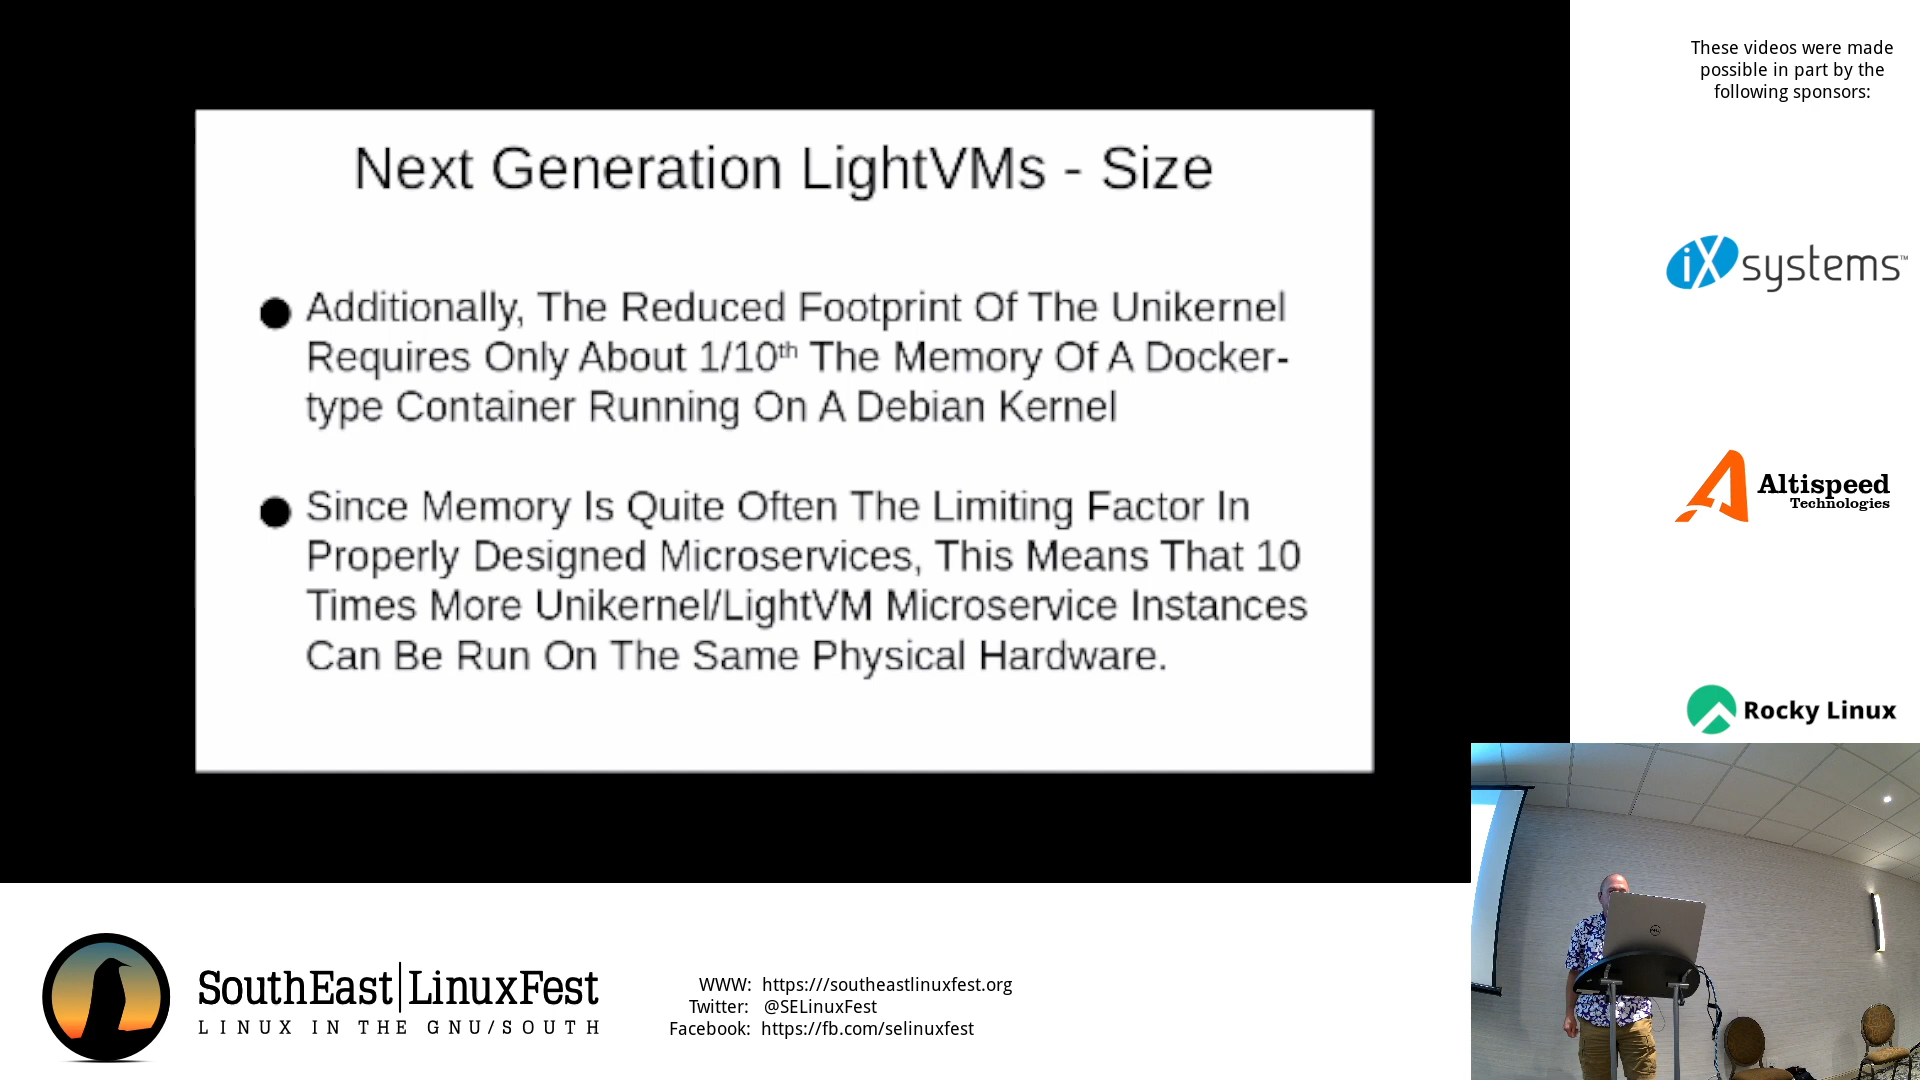 Next Generation LightVMs - Size
Additionally, The Reduced Footprint Of The Unikernel
Requires Only About 1/10th The Memory Of A Docker-
type Container Running On A Debian Kernel
Since Memory Is Quite Often The Limiting Factor In
Properly Designed Microservices, This Means That 10
Times More Unikernel/LightVM Microservice Instances
Can Be Run On The Same Physical Hardware.
These videos were made
possible in part by the
following sponsors:
iXsystems™
Altispeed
Technologies
Rocky Linux
SouthEast|LinuxFest
LINUX IN THE GNU/SOUTH
WWW: https:///southeastlinuxfest.org
Twitter: @SELinuxFest
Facebook: https://fb.com/selinuxfest
DELL